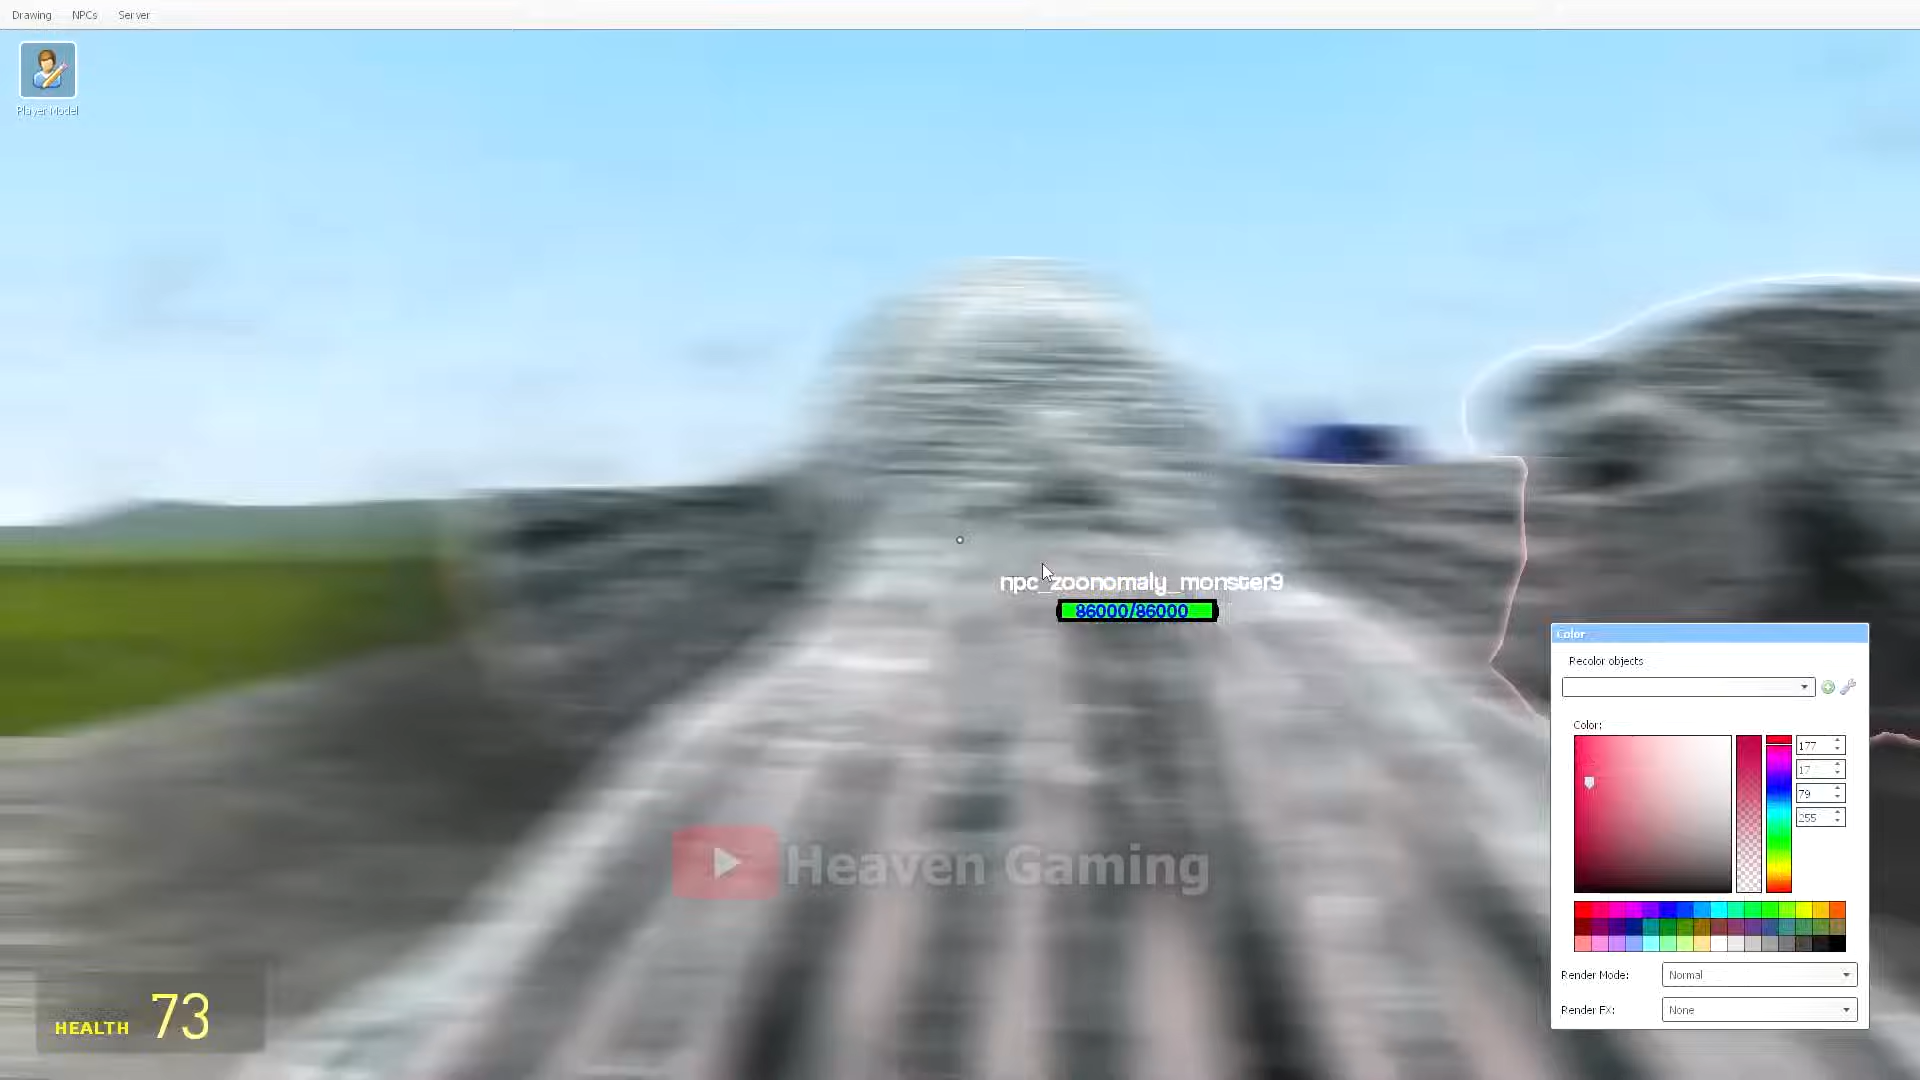 Drawing NPCs Server
Player Model
npc_zoonomaly_monster9
86000/86000
Color
Recolor objects
Color:
177
17
79
255
Heaven Gaming
Render Mode: Normal
Render FX: None
HEALTH 73